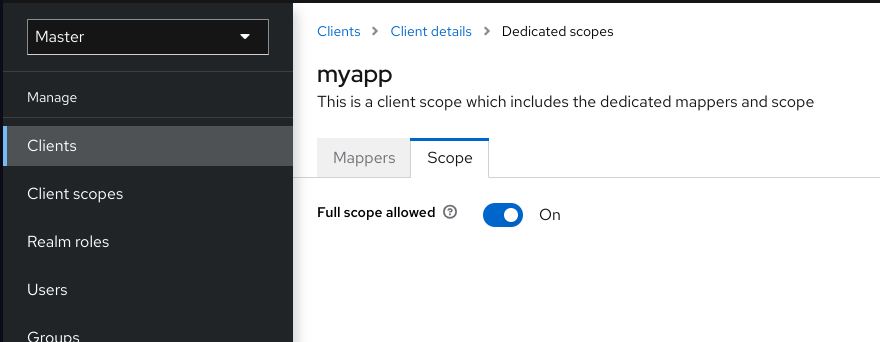 Master
Manage
Clients
Client scopes
Realm roles
Users
Groups
Clients > Client details > Dedicated scopes
myapp
This is a client scope which includes the dedicated mappers and scope
Mappers Scope
Full scope allowed ? On